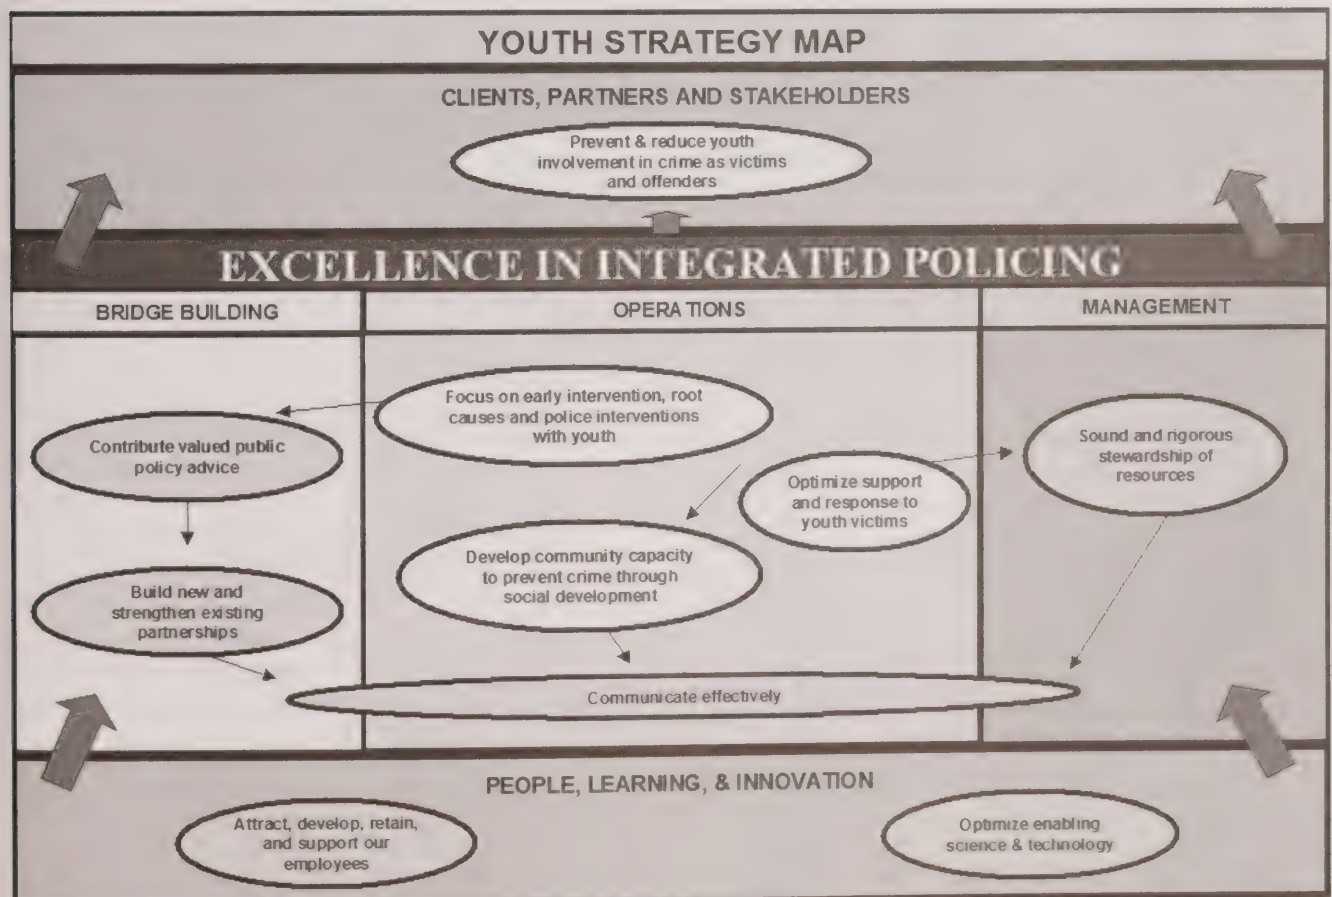 YOUTH STRATEGY MAP
CLIENTS, PARTNERS AND STAKEHOLDERS
Prevent & reduce youth
involvement in crime as victims
and offenders
EXCELLENCE IN INTEGRATED POLICING
BRIDGE BUILDING
OPERATIONS
MANAGEMENT
Contribute valued public
policy advice
Build new and
strengthen existing
partnerships
Focus on early intervention, root
causes and police interventions
with youth
Optimize support
and response to
youth victims
Develop community capacity
to prevent crime through
social development
Sound and rigorous
stewardship of
resources
Communicate effectively
PEOPLE, LEARNING, & INNOVATION
Attract, develop, retain,
and support our
employees
Optimize enabling
science & technology